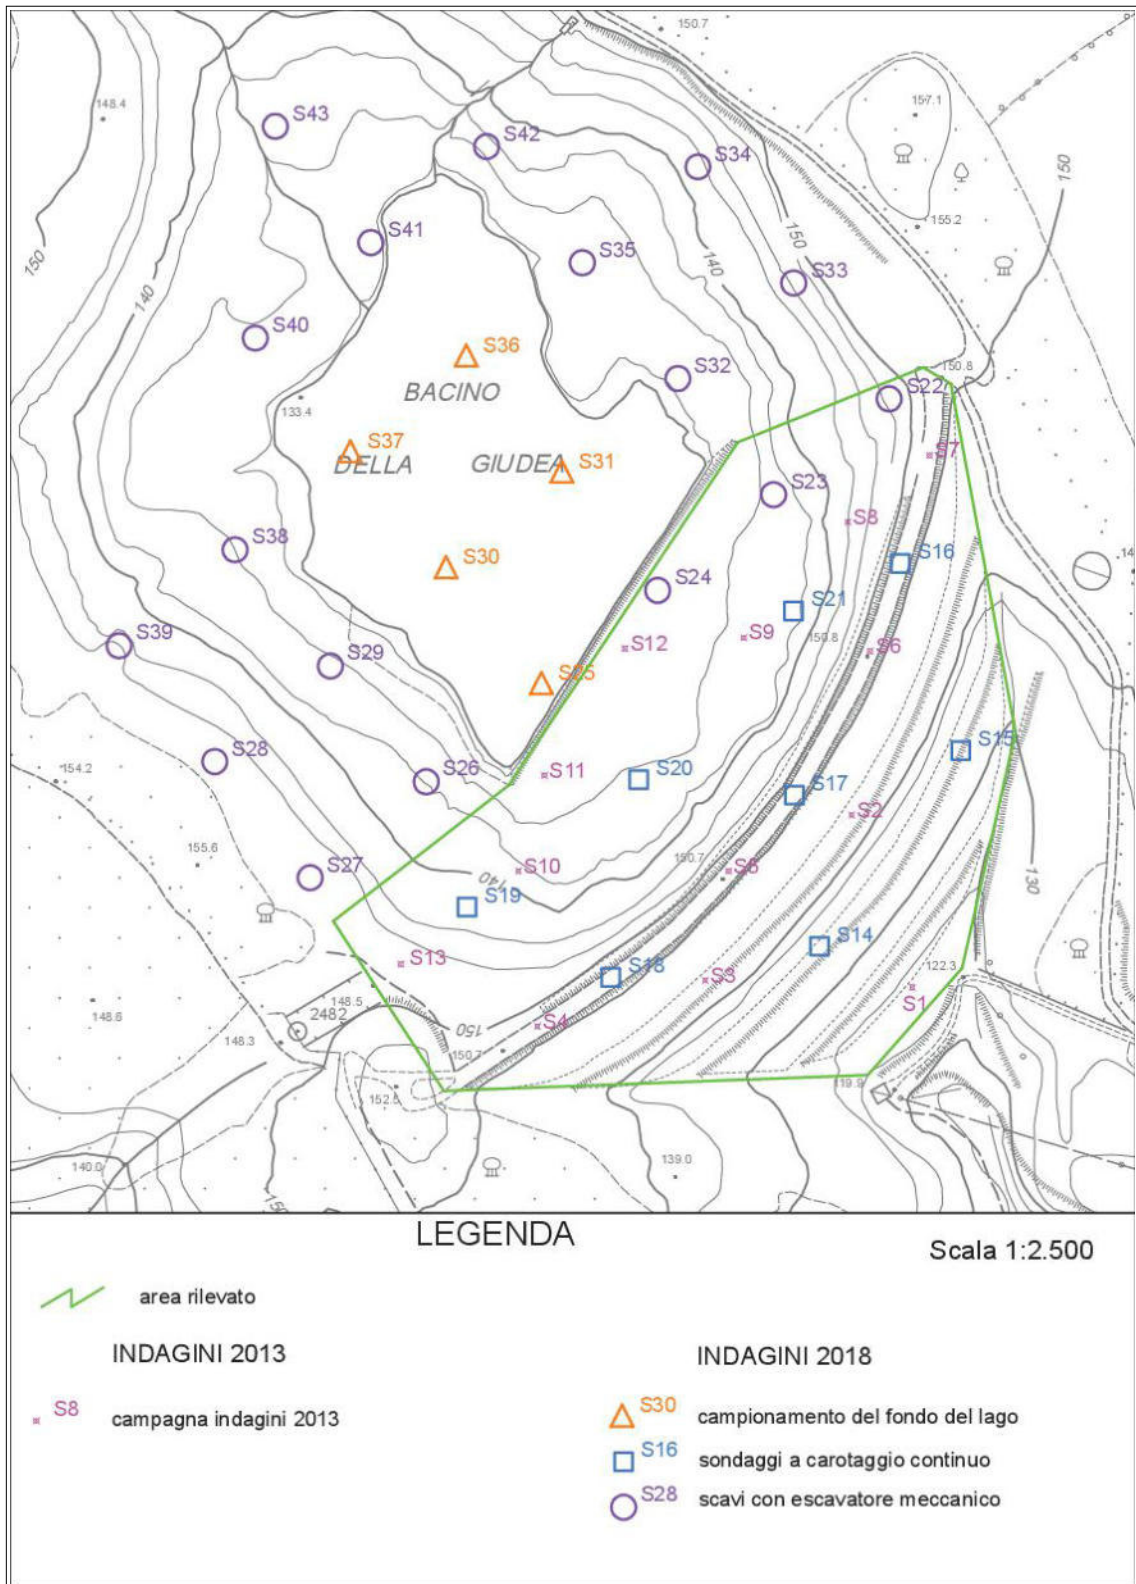 150.7
148.4
S43
S42
157.1
S34
150
155.2
S41
S35
150
140
150
S33
140
S40
S36
150.8
S32
BACINO
S22
133.4
S37
S7
DELLA GIUDEA
S31
S23
S8
S38
S30
S16
14
S24
S21
S39
S12
S9
150.8
S6
S29
S25
S28
S15
154.2
S11
S20
S26
S17
S2
155.6
150.7
S27
S10
S6
140
130
S19
S14
S13
S18
122.3
S3
148.5
S1
148.6
2482
S4
150
148.3
150.7
119.9
152.5
139.0
140.0
150
LEGENDA
Scala 1:2.500
area rilevato
INDAGINI 2013
INDAGINI 2018
S8 campagna indagini 2013
S30 campionamento del fondo del lago
S16 sondaggi a carotaggio continuo
S28 scavi con escavatore meccanico